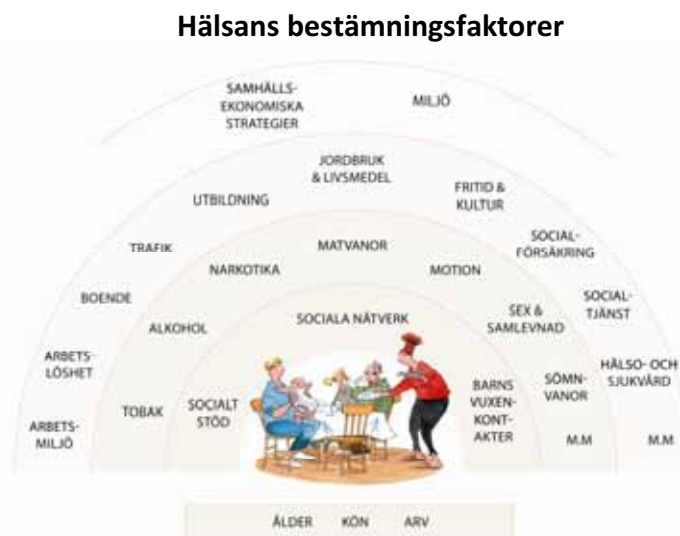 Hälsans bestämningsfaktorer
SAMHÄLLS-
EKONOMISKA
STRATEGIER
MILJÖ
JORDBRUK
& LIVSMEDEL
UTBILDNING
FRITID &
KULTUR
TRAFIK
SOCIAL-
FÖRSÄKRING
BOENDE
SOCIAL-
TJÄNST
ARBETS-
LÖSHET
HÄLSO- OCH
SJUKVÅRD
ARBETS-
MILJÖ
M.M
MATVANOR
NARKOTIKA
MOTION
ALKOHOL
SEX &
SAMLEVNAD
TOBAK
SÖMN-
VANOR
M.M
SOCIALA NÄTVERK
SOCIALT
STÖD
BARNS
VUXEN-
KONT-
AKTER
ÅLDER KÖN ARV